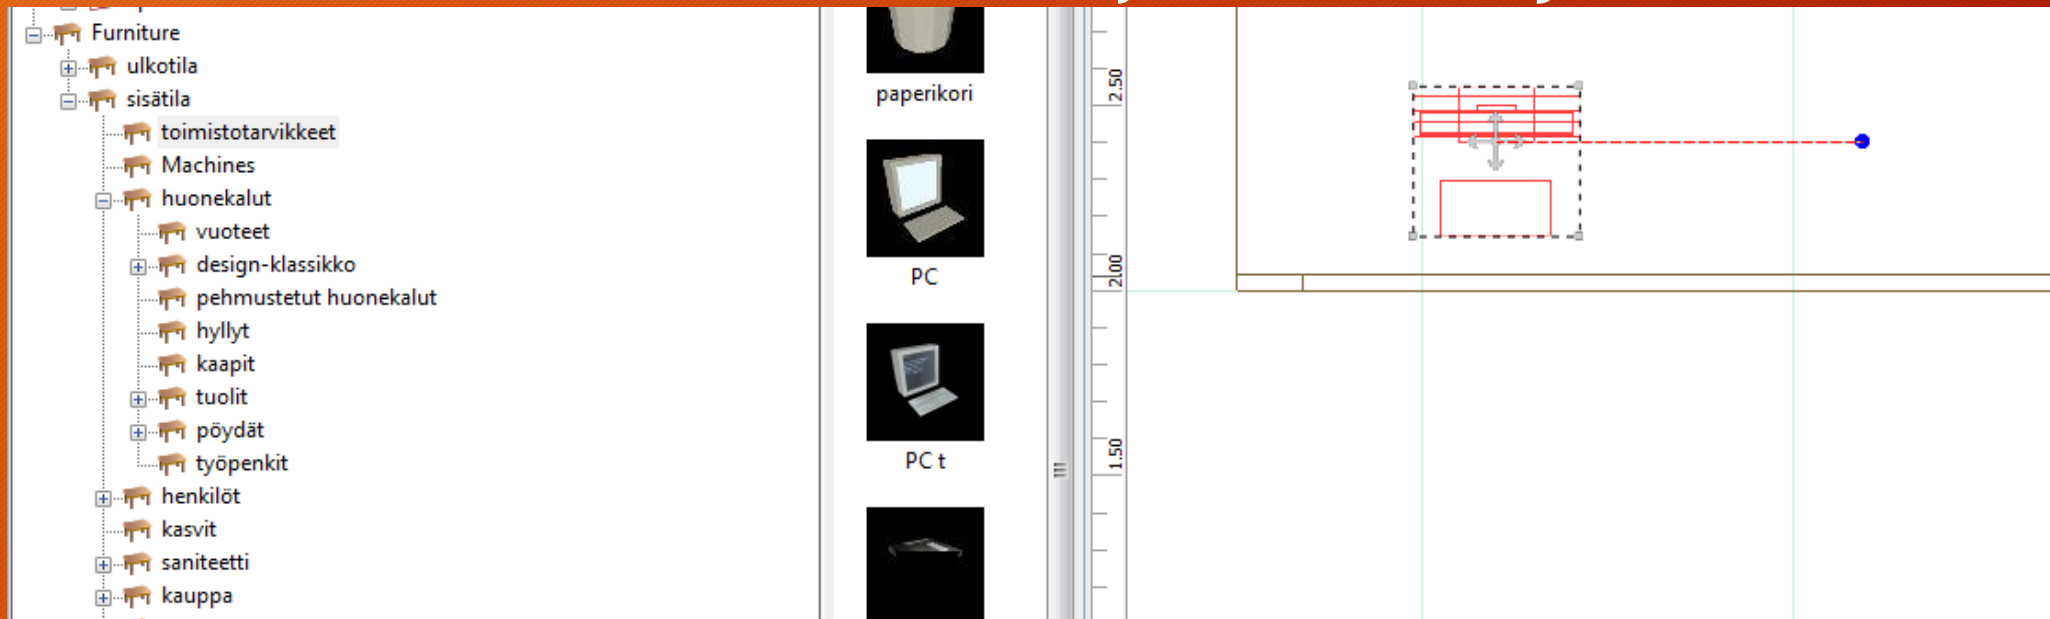 Furniture
ulkotila
sisätila
toimistotarvikkeet
Machines
huonekalut
vuoteet
design-klassikko
pehmustetut huonekalut
hyllyt
kaapit
tuolit
pöydät
työpenkit
henkilöt
kasvit
saniteetti
kauppa
paperikori
PC
PC t
2.50
2.00
1.50